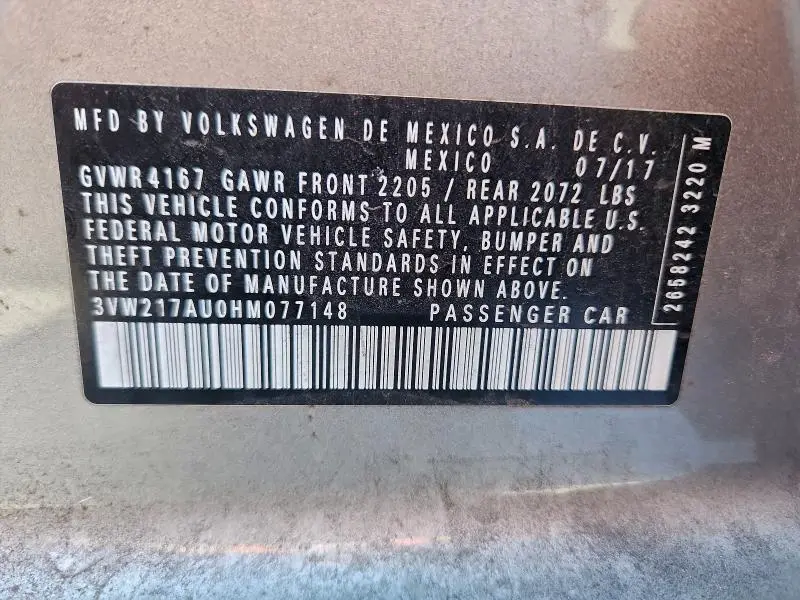 MFD BY VOLKSWAGEN DE MEXICO S.A. DE C.V.
MEXICO 07/17
GVWR 4167 GAWR FRONT 2205 / REAR 2072 LBS
THIS VEHICLE CONFORMS TO ALL APPLICABLE U.S.
FEDERAL MOTOR VEHICLE SAFETY, BUMPER AND
THEFT PREVENTION STANDARDS IN EFFECT ON
THE DATE OF MANUFACTURE SHOWN ABOVE.
3VW217AU0HM077148 PASSENGER CAR
2658242 3220 M